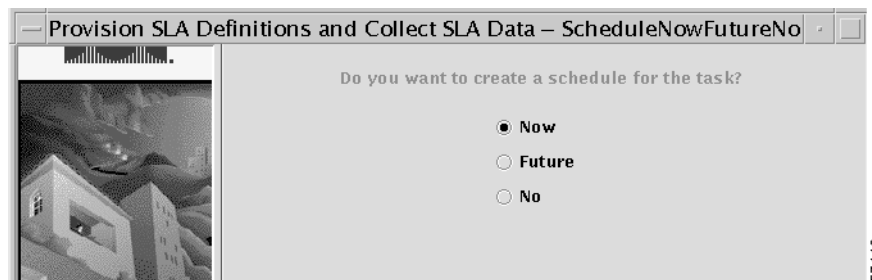 Provision SLA Definitions and Collect SLA Data – ScheduleNowFutureNo
Do you want to create a schedule for the task?
Now
Future
No